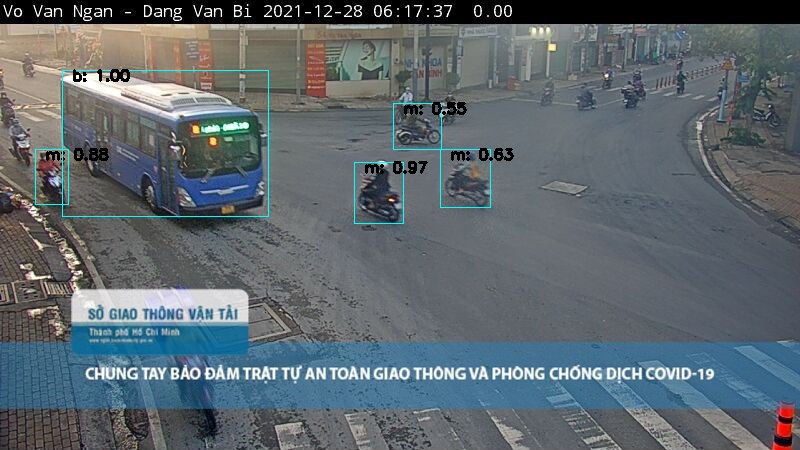 Vo Van Ngan - Dang Van Bi 2021-12-28 06:17:37 0.00
b: 1.00
m: 0.55
m: 0.88
m: 0.97
m: 0.63
SỞ GIAO THÔNG VẬN TẢI
Thành phố Hồ Chí Minh
CHUNG TAY BẢO ĐẢM TRẬT TỰ AN TOÀN GIAO THÔNG VÀ PHÒNG CHỐNG DỊCH COVID-19